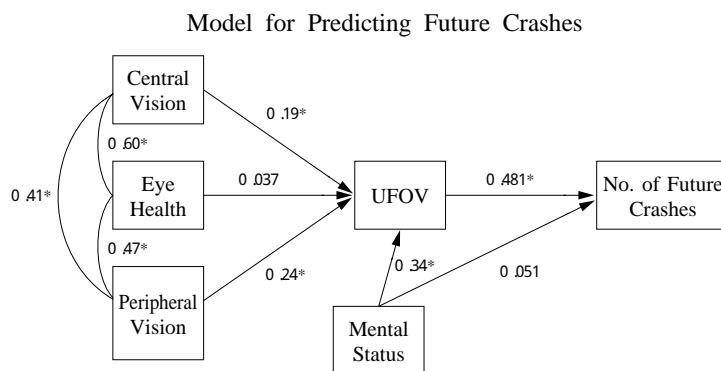 Model for Predicting Future Crashes
Central
Vision
0.19*
0.60*
0.41*
Eye
Health
0.037
UFOV
0.481*
No. of Future
Crashes
0.47*
0.24*
0.34*
0.051
Peripheral
Vision
Mental
Status